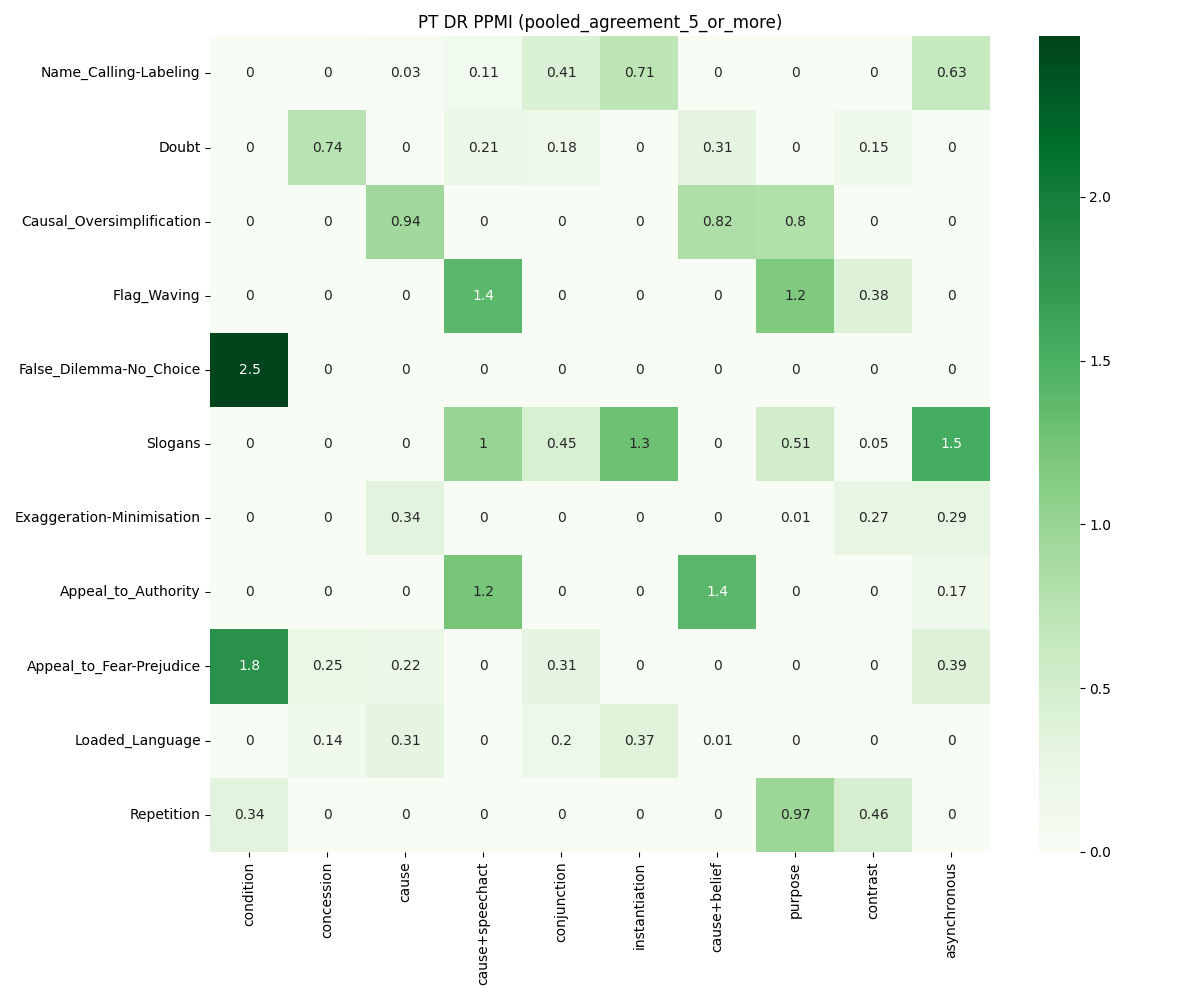 PT DR PPMI (pooled_agreement_5_or_more)
Name_Calling-Labeling 0 0 0.03 0.11 0.41 0.71 0 0 0 0.63
Doubt 0 0.74 0 0.21 0.18 0 0.31 0 0.15 0
Causal_Oversimplification 0 0 0.94 0 0 0 0.82 0.8 0 0
Flag_Waving 0 0 0 1.4 0 0 0 1.2 0.38 0
False_Dilemma-No_Choice 2.5 0 0 0 0 0 0 0 0 0
Slogans 0 0 0 1 0.45 1.3 0 0.51 0.05 1.5
Exaggeration-Minimisation 0 0 0.34 0 0 0 0 0.01 0.27 0.29
Appeal_to_Authority 0 0 0 1.2 0 0 1.4 0 0 0.17
Appeal_to_Fear-Prejudice 1.8 0.25 0.22 0 0.31 0 0 0 0 0.39
Loaded_Language 0 0.14 0.31 0 0.2 0.37 0.01 0 0 0
Repetition 0.34 0 0 0 0 0 0 0.97 0.46 0
condition
concession
cause
cause+speechact
conjunction
instantiation
cause+belief
purpose
contrast
asynchronous
2.0
1.5
1.0
0.5
0.0